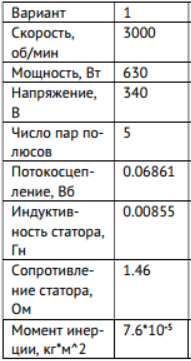 Вариант 1
Скорость, 3000
об/мин
Мощность, Вт 630
Напряжение, 340
В
Число пар по- 5
люсов
Потокосцеп- 0.06861
ление, Вб
Индуктив- 0.00855
ность статора,
Гн
Сопротивле- 1.46
ние статора,
Ом
Момент инер- 7.6*10⁻⁵
ции, кг*м^2